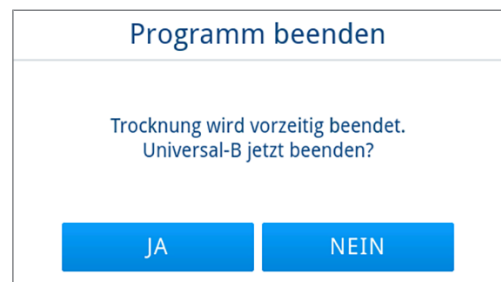 Programm beenden
Trocknung wird vorzeitig beendet.
Universal-B jetzt beenden?
JA
NEIN